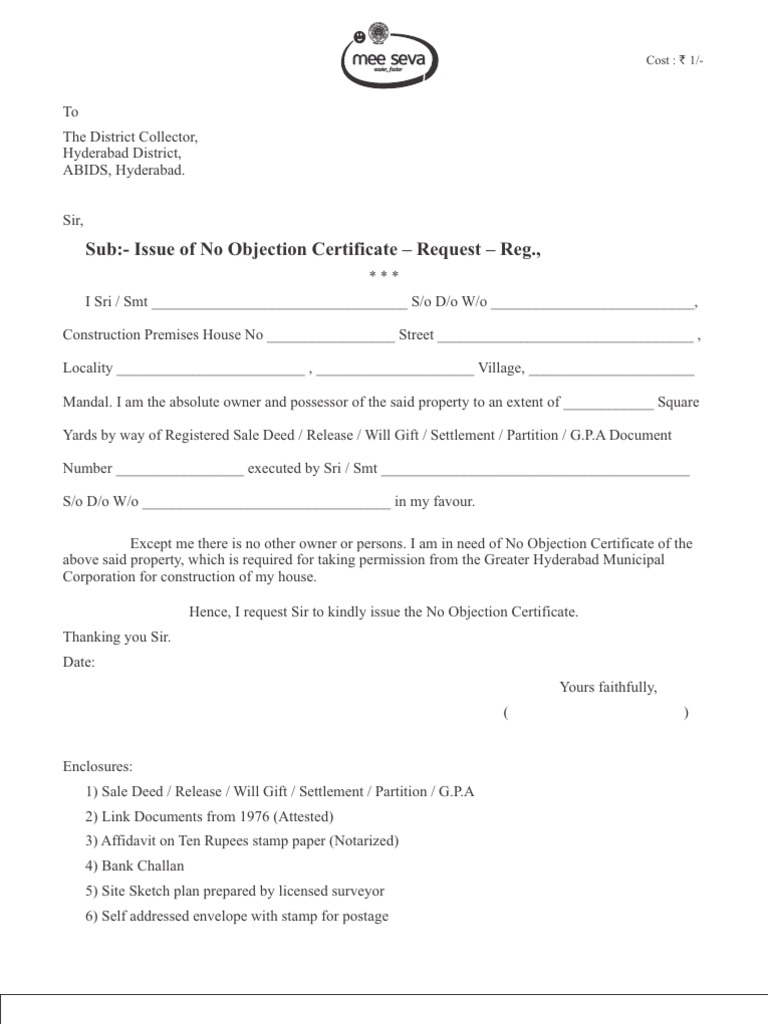 mee seva
easier, faster
Cost : ₹ 1/-
To
The District Collector,
Hyderabad District,
ABIDS, Hyderabad.
Sir,
Sub:- Issue of No Objection Certificate – Request – Reg.,
* * *
I Sri / Smt __________________________________ S/o D/o W/o ___________________________,
Construction Premises House No _________________ Street __________________________________ ,
Locality _________________________ , _____________________ Village, ______________________
Mandal. I am the absolute owner and possessor of the said property to an extent of ____________ Square
Yards by way of Registered Sale Deed / Release / Will Gift / Settlement / Partition / G.P.A Document
Number _________________ executed by Sri / Smt _________________________________________
S/o D/o W/o _________________________________ in my favour.
Except me there is no other owner or persons. I am in need of No Objection Certificate of the
above said property, which is required for taking permission from the Greater Hyderabad Municipal
Corporation for construction of my house.
Hence, I request Sir to kindly issue the No Objection Certificate.
Thanking you Sir.
Date:
Yours faithfully,
( )
Enclosures:
1) Sale Deed / Release / Will Gift / Settlement / Partition / G.P.A
2) Link Documents from 1976 (Attested)
3) Affidavit on Ten Rupees stamp paper (Notarized)
4) Bank Challan
5) Site Sketch plan prepared by licensed surveyor
6) Self addressed envelope with stamp for postage